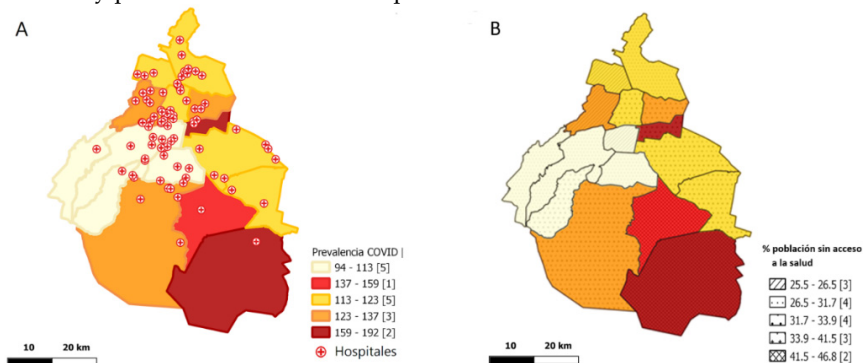 A
B
Prevalencia COVID |
94 - 113 [5]
137 - 159 [1]
113 - 123 [5]
123 - 137 [3]
159 - 192 [2]
Hospitales
10 20 km
% población sin acceso
a la salud
25.5 - 26.5 [3]
26.5 - 31.7 [4]
31.7 - 33.9 [4]
33.9 - 41.5 [3]
41.5 - 46.8 [2]
10 20 km